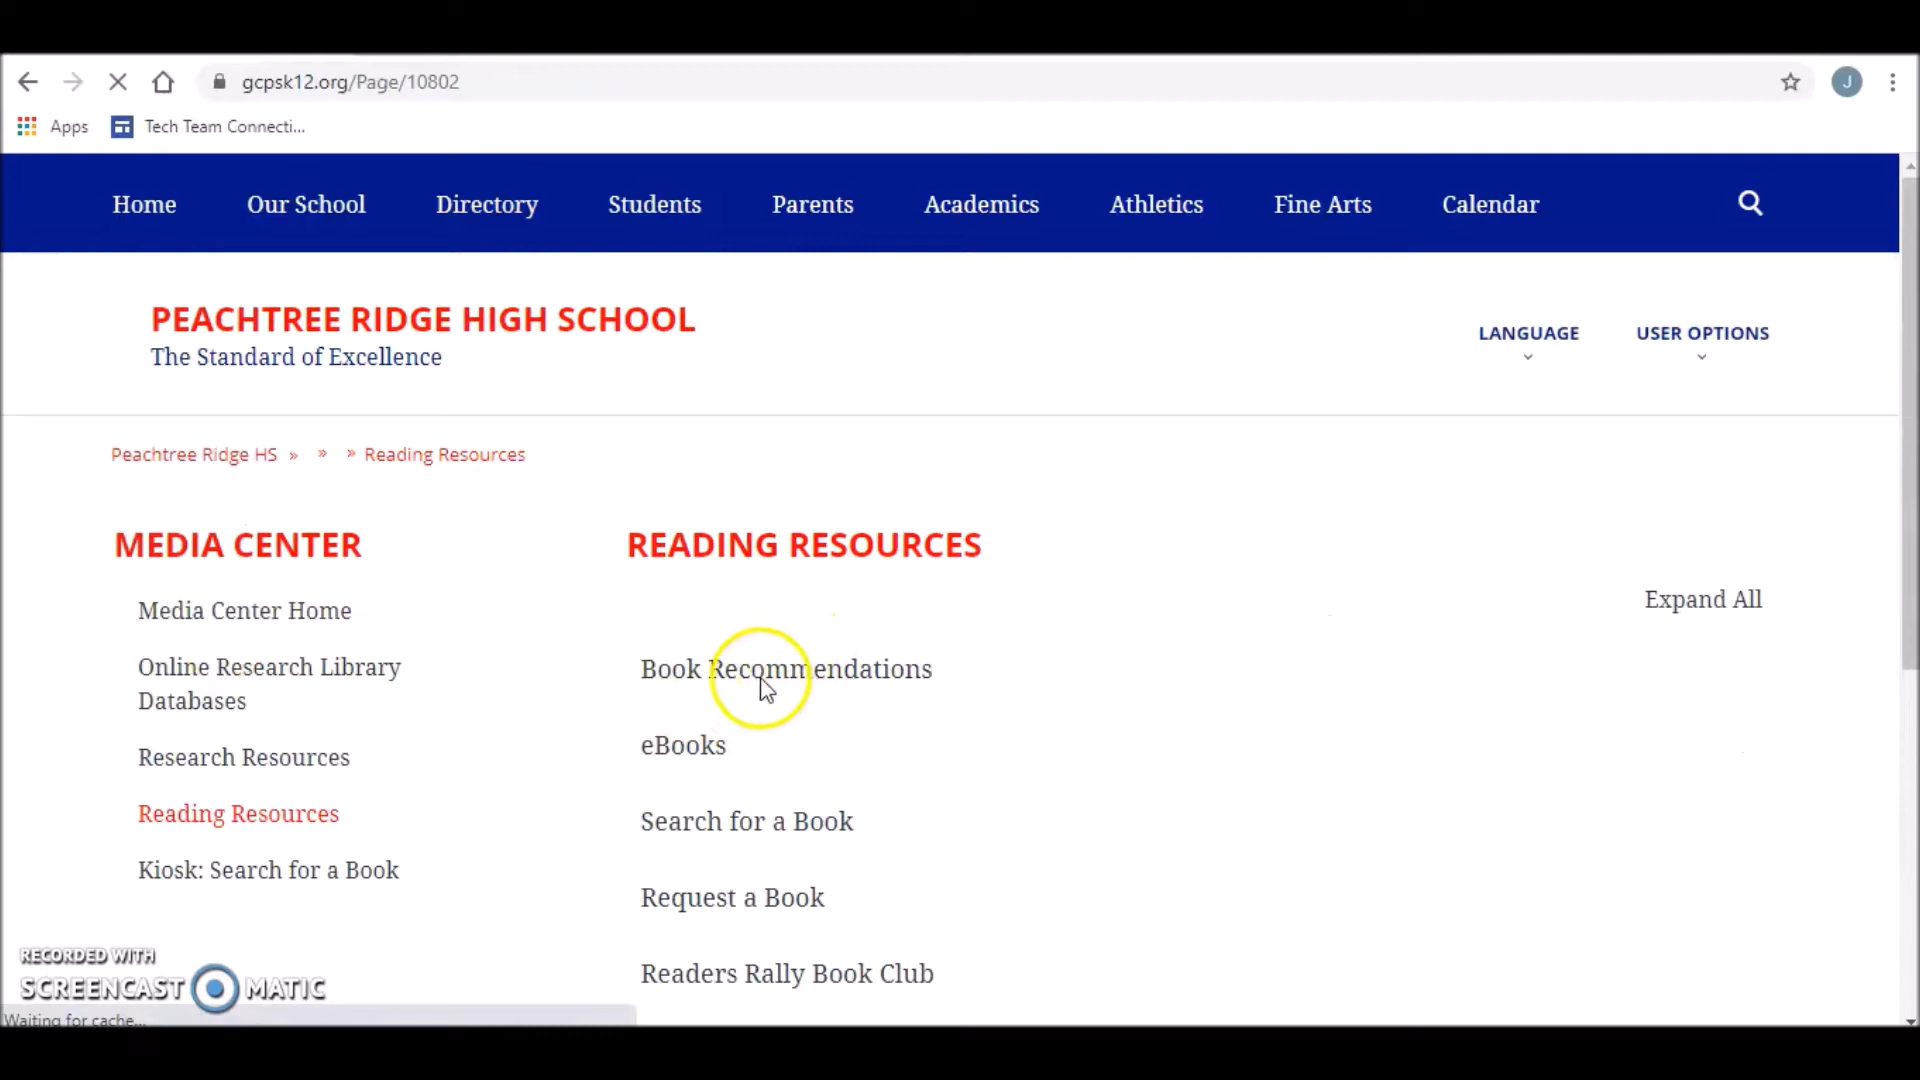 gcpsk12.org/Page/10802
J
Apps
Tech Team Connecti...
Home
Our School
Directory
Students
Parents
Academics
Athletics
Fine Arts
Calendar
PEACHTREE RIDGE HIGH SCHOOL
The Standard of Excellence
LANGUAGE
USER OPTIONS
Peachtree Ridge HS » » » Reading Resources
MEDIA CENTER
Media Center Home
Online Research Library
Databases
Research Resources
Reading Resources
Kiosk: Search for a Book
READING RESOURCES
Expand All
Book Recommendations
eBooks
Search for a Book
Request a Book
Readers Rally Book Club
RECORDED WITH
SCREENCAST MATIC
Waiting for cache...